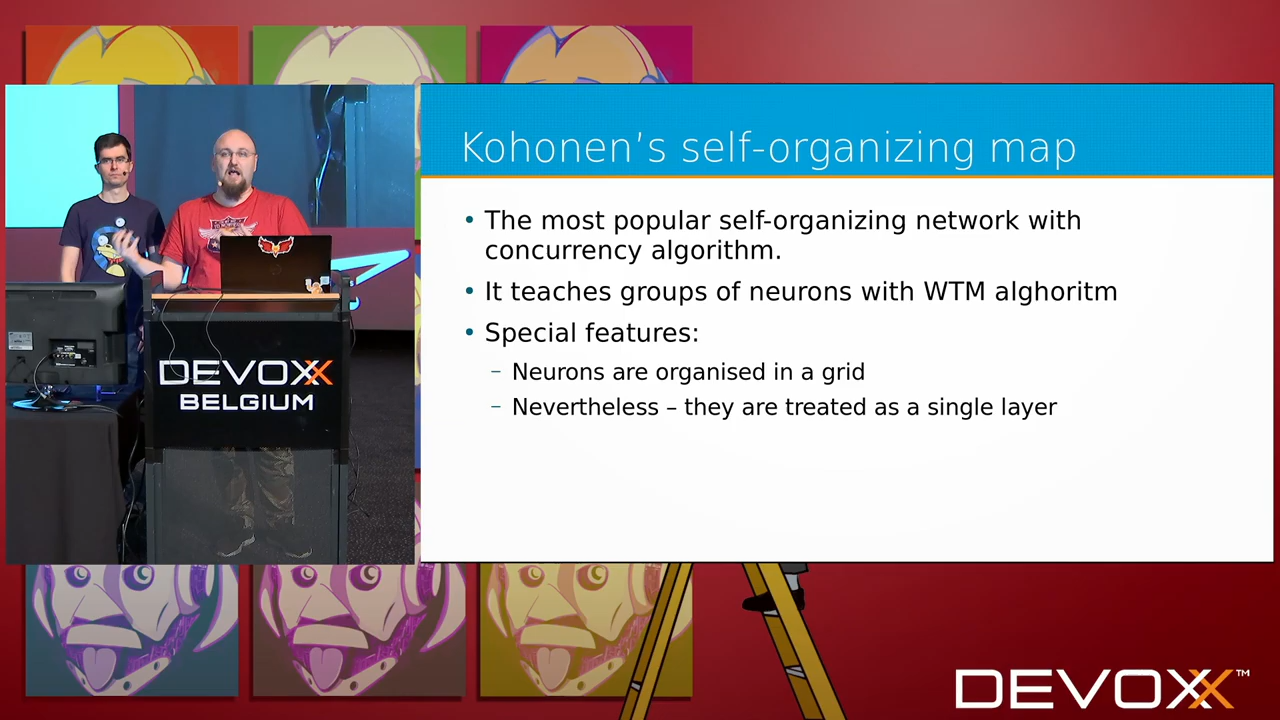 Kohonen's self-organizing map
• The most popular self-organizing network with
concurrency algorithm.
• It teaches groups of neurons with WTM alghoritm
• Special features:
– Neurons are organised in a grid
– Nevertheless – they are treated as a single layer
DEVOXX
BELGIUM
DEVOXX™